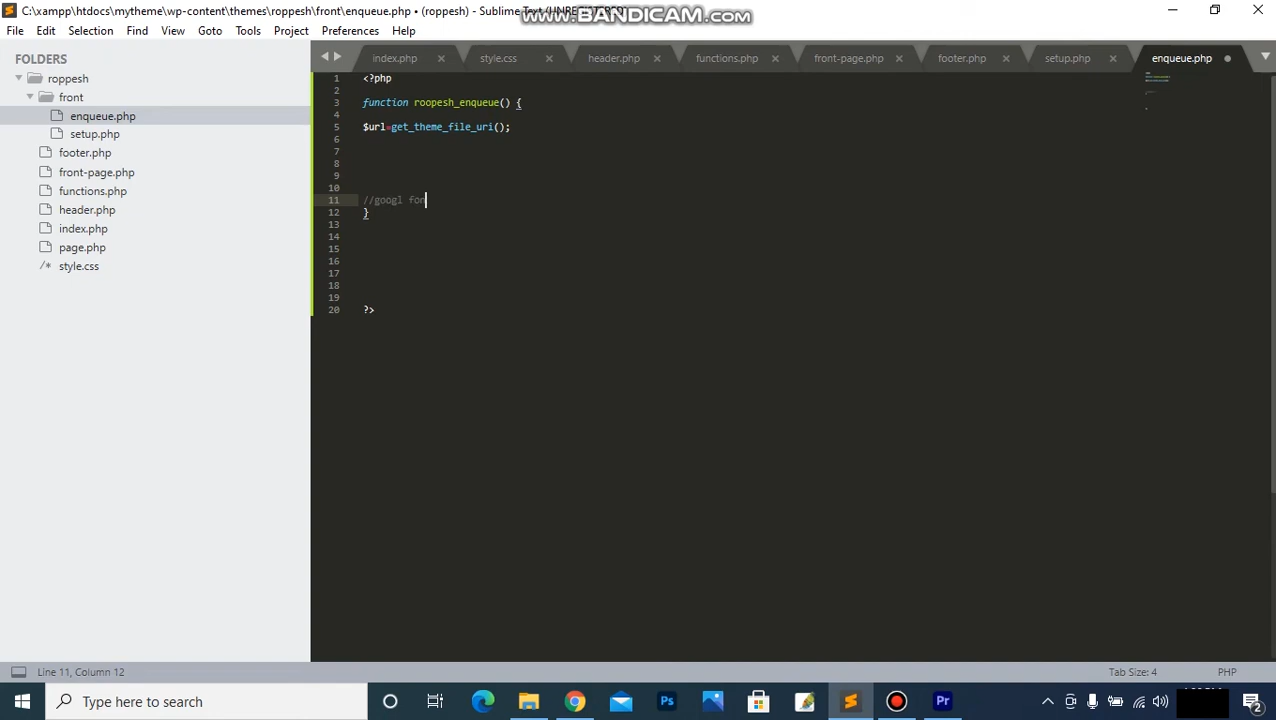 C:\xampp\htdocs\mytheme\wp-content\themes\roppesh\front\enqueue.php • (roppesh) - Sublime Text (UNREGISTERED)
www.BANDICAM.com
File Edit Selection Find View Goto Tools Project Preferences Help
FOLDERS
roppesh
front
enqueue.php
setup.php
footer.php
front-page.php
functions.php
header.php
index.php
page.php
/* style.css
index.php style.css header.php functions.php front-page.php footer.php setup.php enqueue.php
1 <?php
2
3 function roopesh_enqueue() {
4
5 $url=get_theme_file_uri();
6
7
8
9
10
11 //googl fon
12 }
13
14
15
16
17
18
19
20 ?>
Line 11, Column 12
Tab Size: 4 PHP
Type here to search
Ps
Pr
2